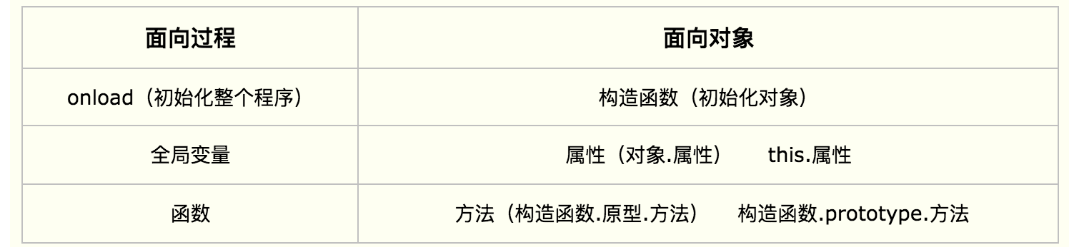 面向过程 面向对象
onload（初始化整个程序） 构造函数（初始化对象）
全局变量 属性（对象.属性） this.属性
函数 方法（构造函数.原型.方法） 构造函数.prototype.方法